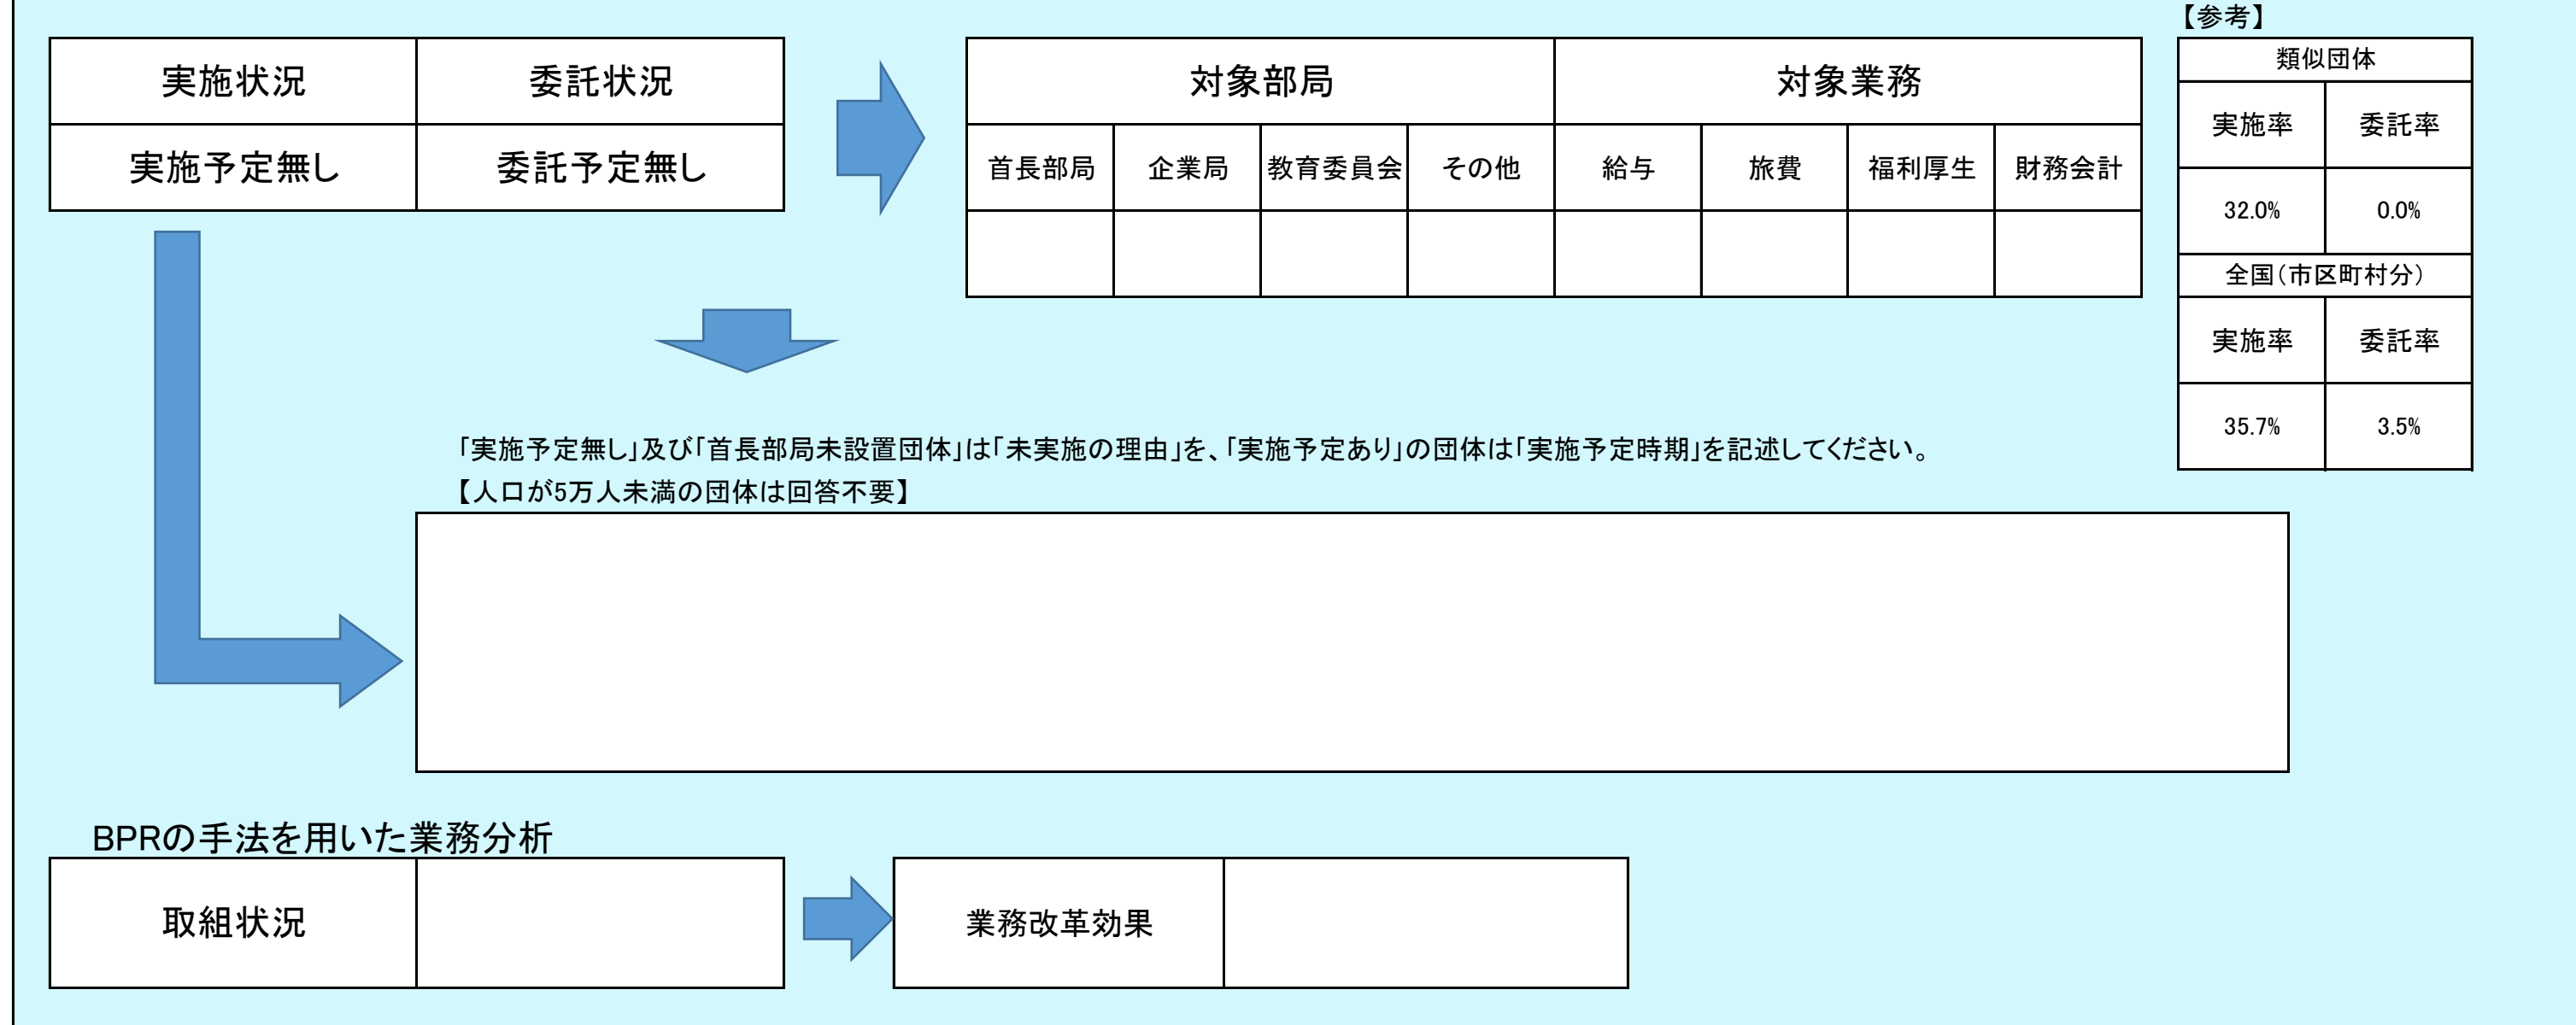 【参考】
実施状況 委託状況
実施予定無し 委託予定無し
対象部局 対象業務
首長部局 企業局 教育委員会 その他 給与 旅費 福利厚生 財務会計
類似団体
実施率 委託率
32.0% 0.0%
全国(市区町村分)
実施率 委託率
35.7% 3.5%
「実施予定無し」及び「首長部局未設置団体」は「未実施の理由」を、「実施予定あり」の団体は「実施予定時期」を記述してください。
【人口が5万人未満の団体は回答不要】
BPRの手法を用いた業務分析
取組状況
業務改革効果